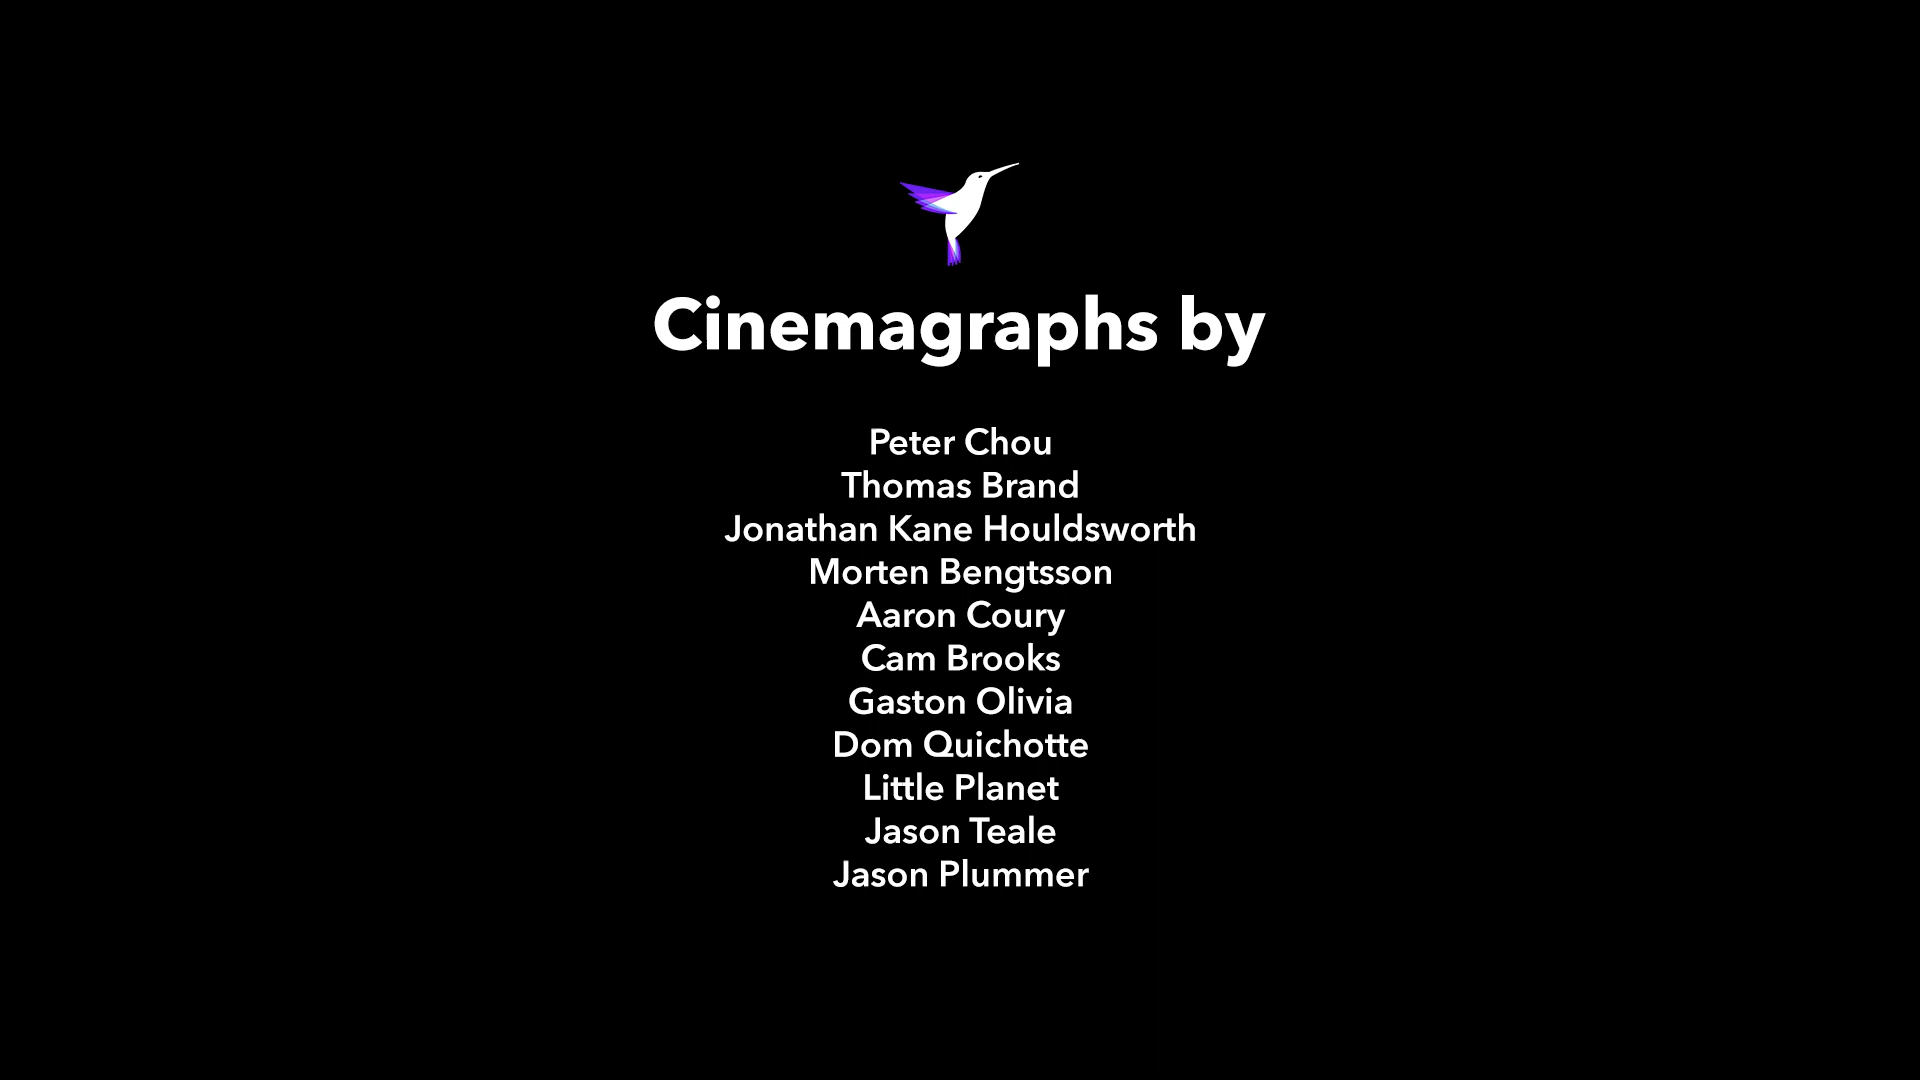 Cinemagraphs by
Peter Chou
Thomas Brand
Jonathan Kane Houldsworth
Morten Bengtsson
Aaron Coury
Cam Brooks
Gaston Olivia
Dom Quichotte
Little Planet
Jason Teale
Jason Plummer